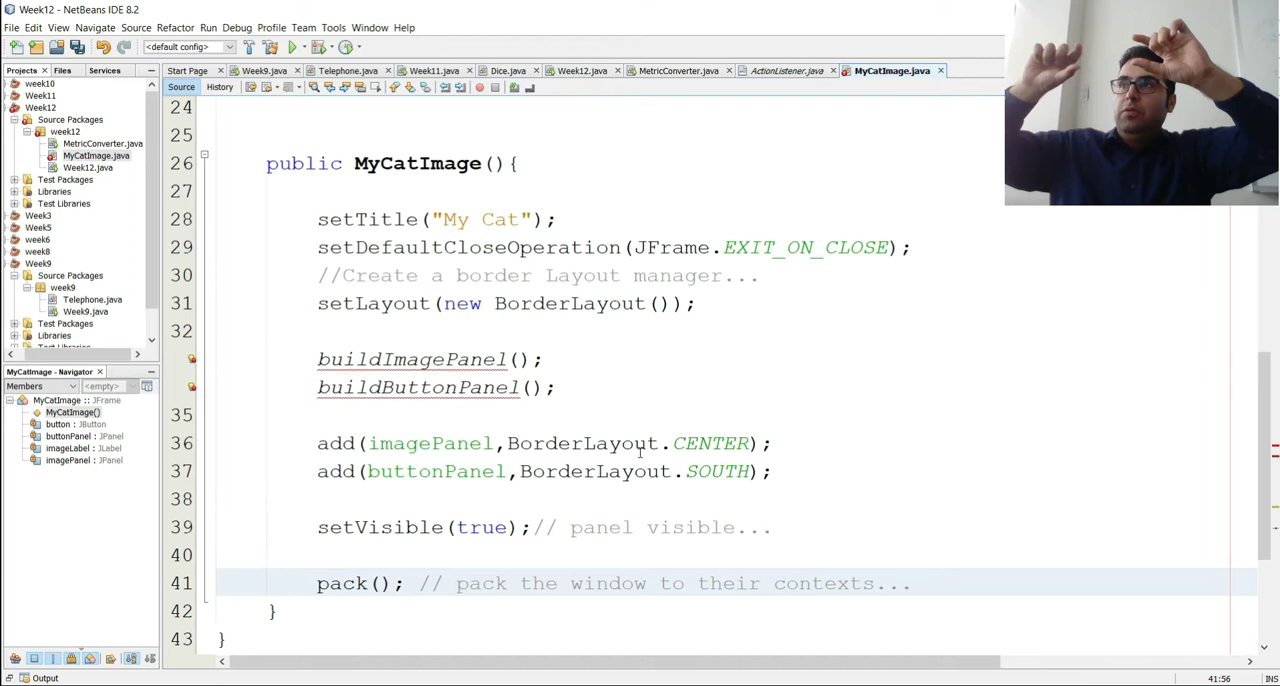 Week12 - NetBeans IDE 8.2
File Edit View Navigate Source Refactor Run Debug Profile Team Tools Window Help
<default config>
Projects Files Services
Start Page Week9.java Telephone.java Week11.java Dice.java Week12.java MetricConverter.java ActionListener.java MyCatImage.java
Source History
week10
Week11
Week12
Source Packages
week12
MetricConverter.java
MyCatImage.java
Week12.java
Test Packages
Libraries
Test Libraries
Week3
Week5
week6
week8
Week9
Source Packages
week9
Telephone.java
Week9.java
Test Packages
Libraries
Test Libraries
MyCatImage - Navigator
Members <empty>
MyCatImage :: JFrame
MyCatImage()
button : JButton
buttonPanel : JPanel
imageLabel : JLabel
imagePanel : JPanel
24
25
26 public MyCatImage(){
27
28 setTitle("My Cat");
29 setDefaultCloseOperation(JFrame.EXIT_ON_CLOSE);
30 //Create a border Layout manager...
31 setLayout(new BorderLayout());
32
buildImagePanel();
buildButtonPanel();
35
36 add(imagePanel,BorderLayout.CENTER);
37 add(buttonPanel,BorderLayout.SOUTH);
38
39 setVisible(true);// panel visible...
40
41 pack(); // pack the window to their contexts...
42 }
43 }
Output
41:56 INS